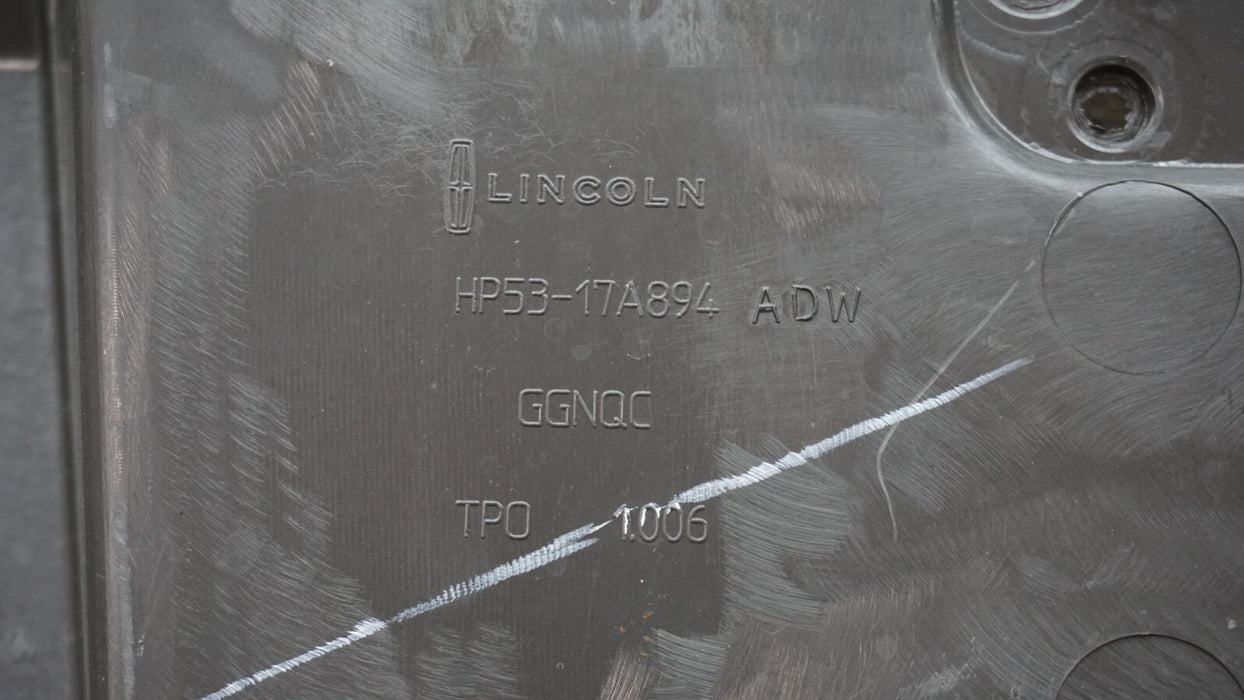 LINCOLN
HP53-17A894 ADW
GGNQC
TPO 1.006